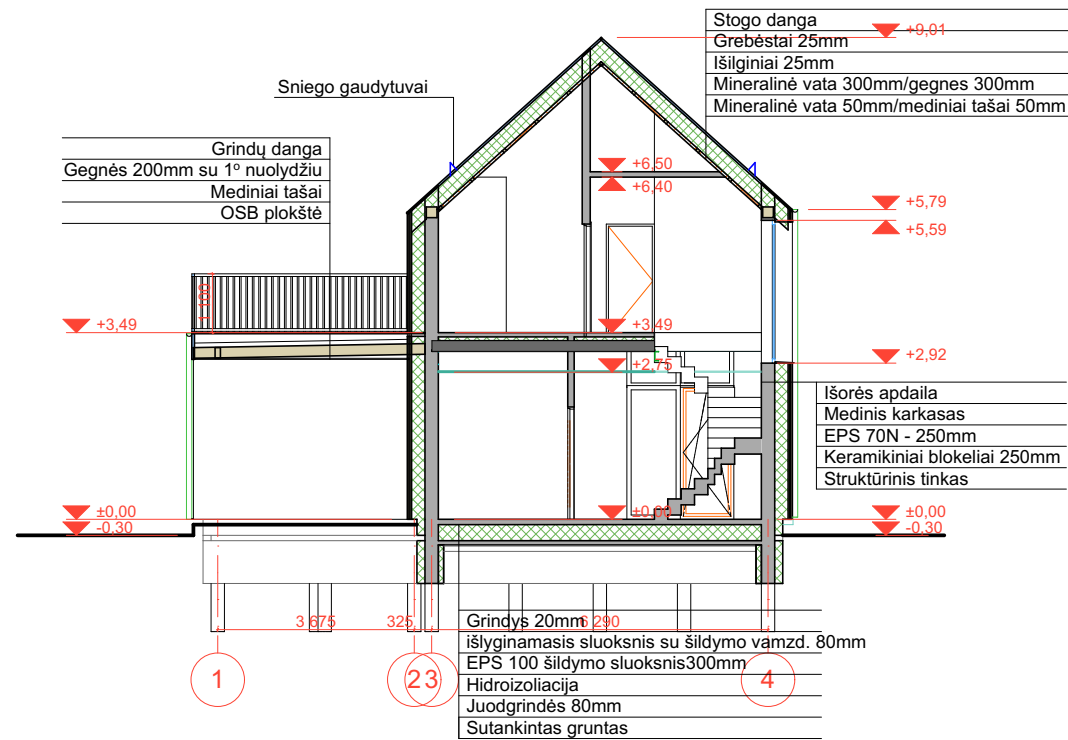 Stogo danga
Grebėstai 25mm
Išilginiai 25mm
Mineralinė vata 300mm/gegnes 300mm
Mineralinė vata 50mm/mediniai tašai 50mm
+9,01
Sniego gaudytuvai
Grindų danga
Gegnės 200mm su 1º nuolydžiu
Mediniai tašai
OSB plokštė
+6,50
+6,40
+5,79
+5,59
+3,49
+3,49
+2,92
+2,75
Išorės apdaila
Medinis karkasas
EPS 70N - 250mm
Keramikiniai blokeliai 250mm
Struktūrinis tinkas
±0,00
-0,30
±0,00
±0,00
-0,30
3 675
325
6 290
Grindys 20mm
išlyginamasis sluoksnis su šildymo vamzd. 80mm
EPS 100 šildymo sluoksnis300mm
Hidroizoliacija
Juodgrindės 80mm
Sutankintas gruntas
1
2
3
4